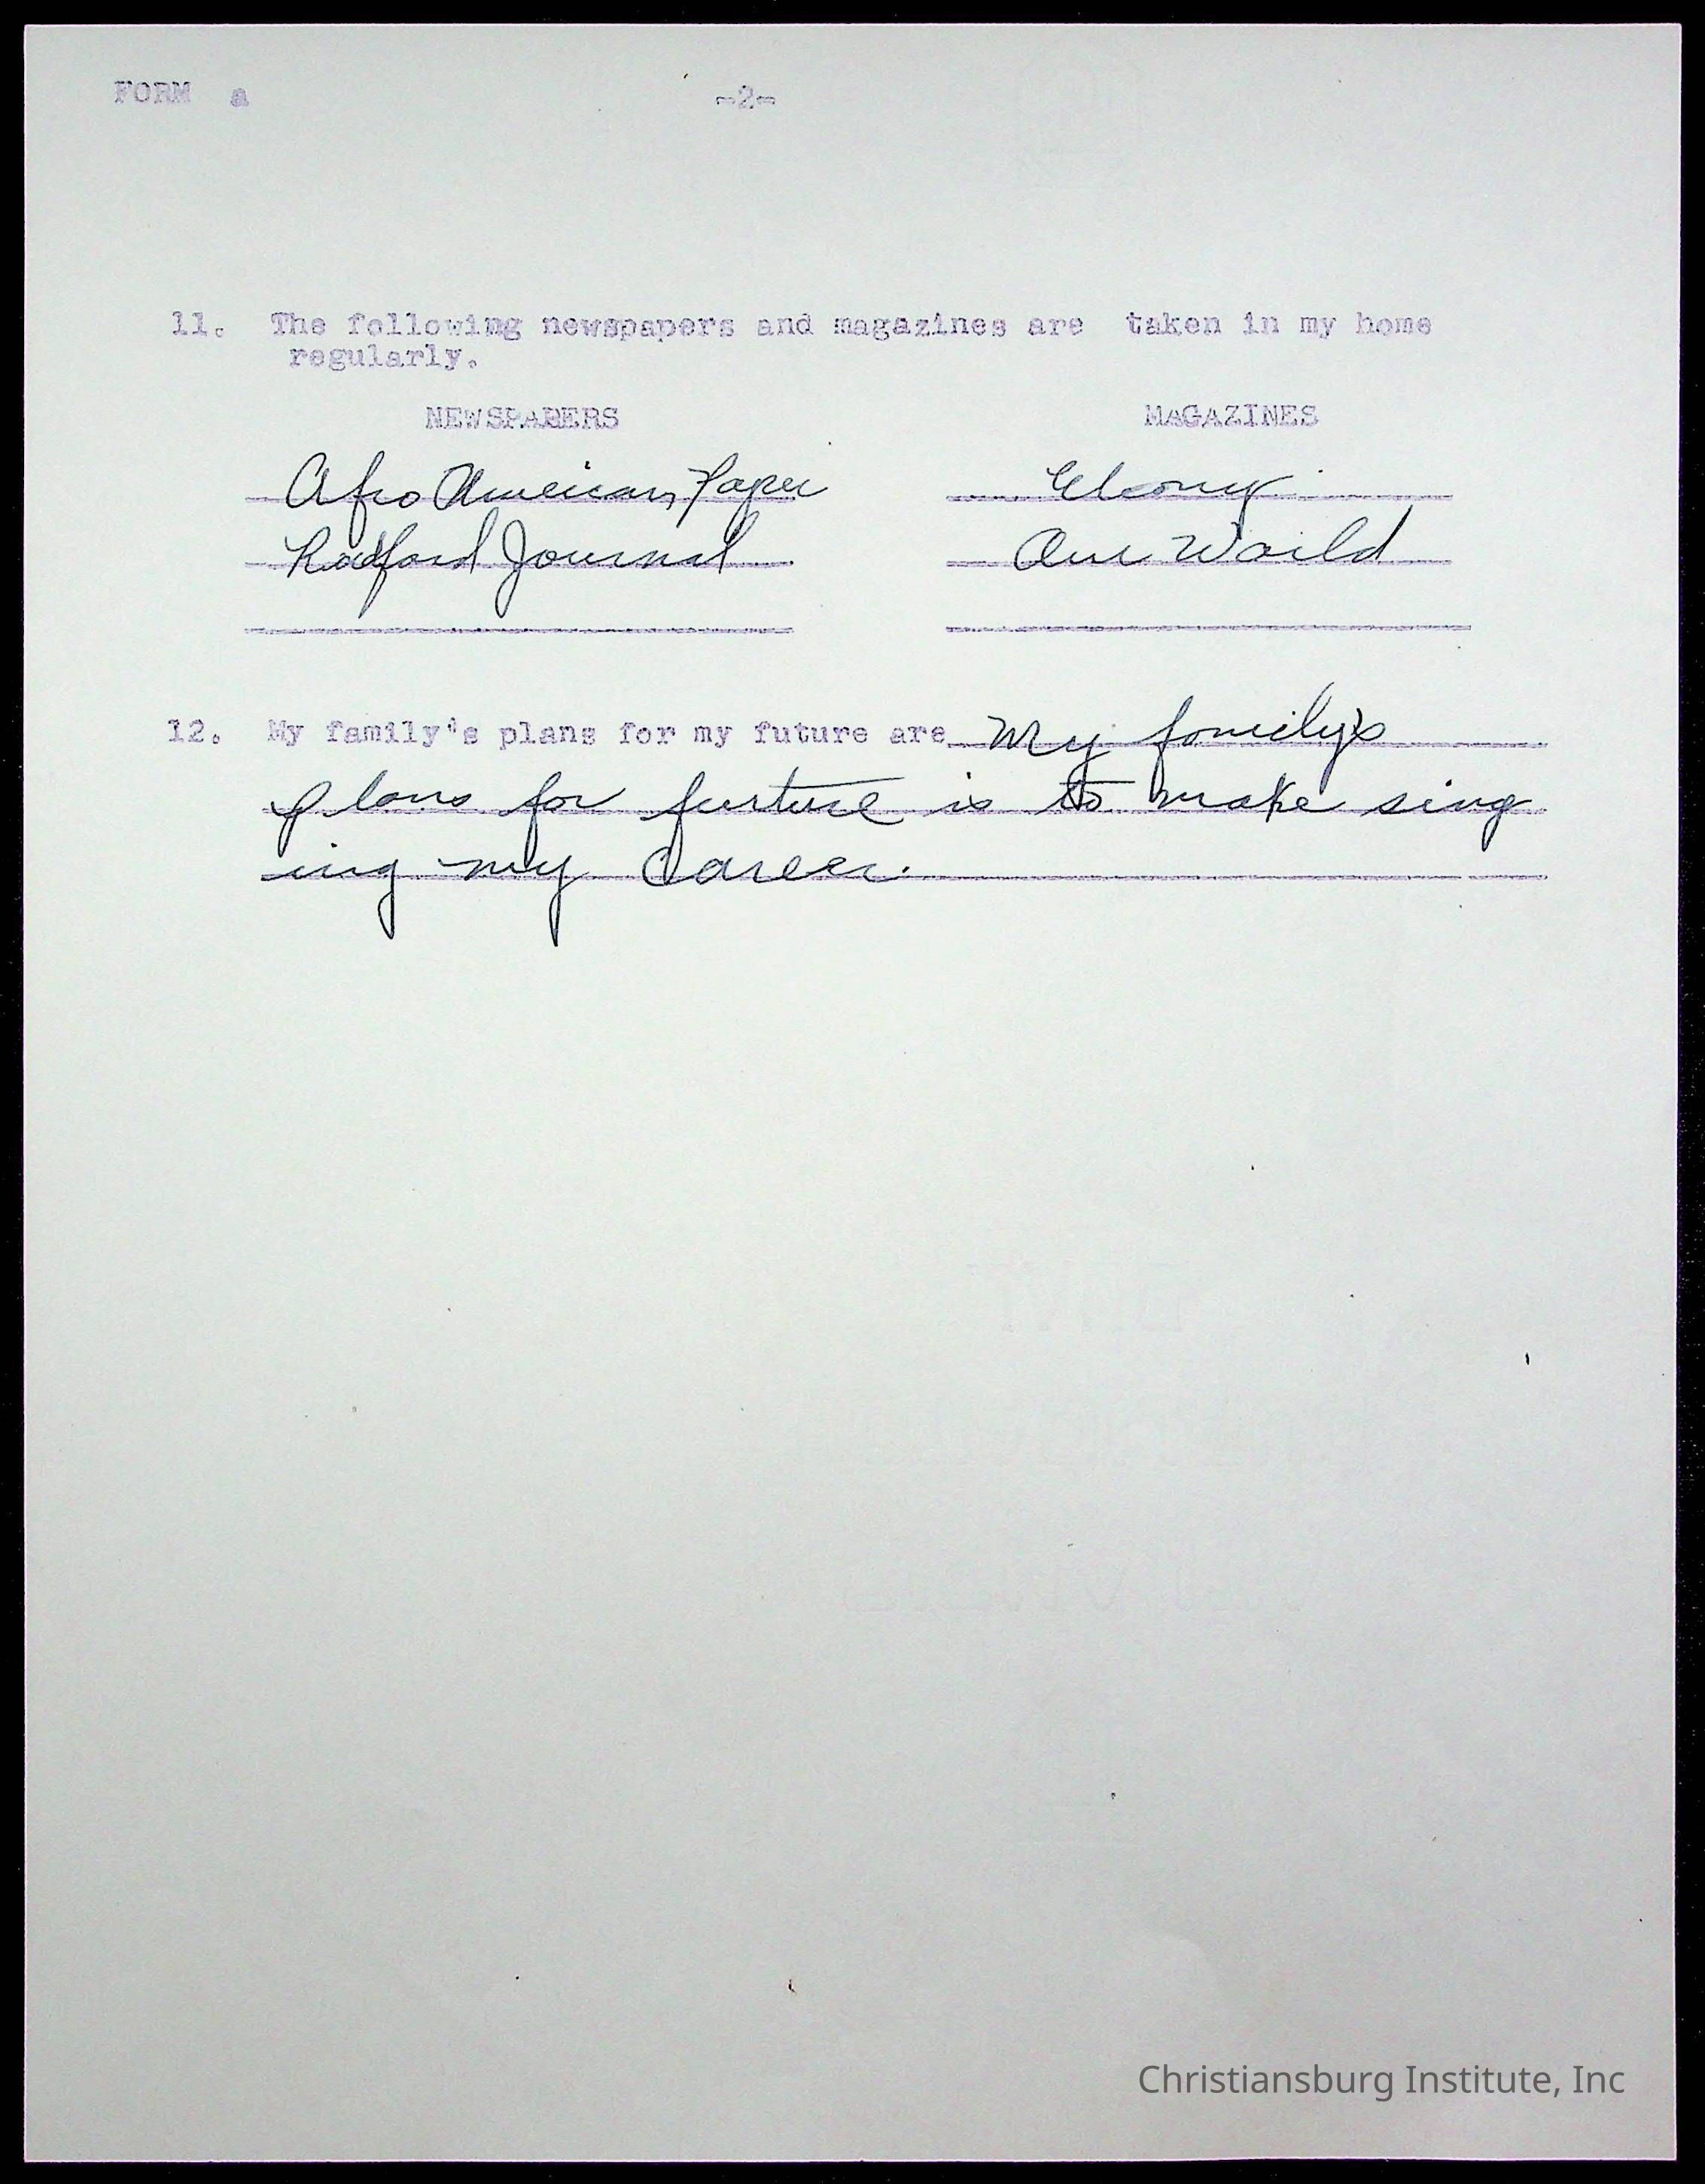 FORM a -2-
11. The following newspapers and magazines are taken in my home
regularly.
NEWSPAPERS MAGAZINES
Afro American Paper Ebony
Radford Journal Our World
12. My family's plans for my future are My family's
plans for furture is to make sing
ing my Career.
Christiansburg Institute, Inc